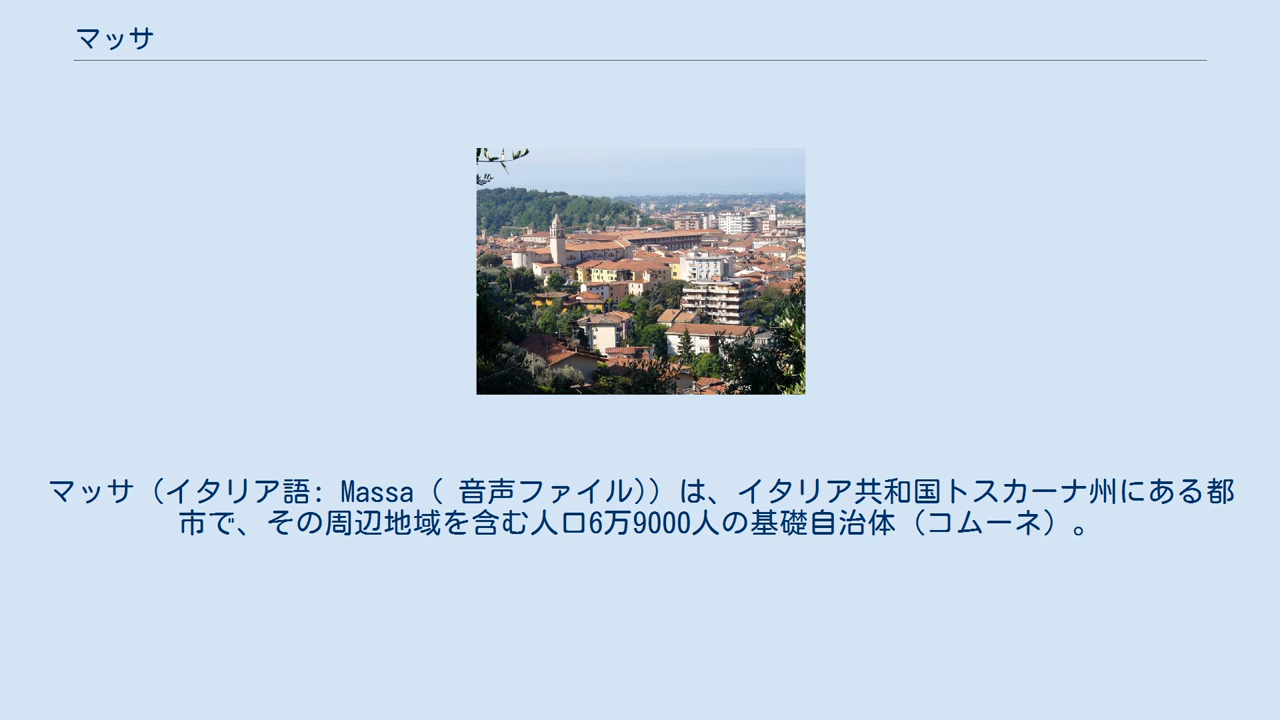 マッサ
マッサ（イタリア語: Massa（ 音声ファイル)）は、イタリア共和国トスカーナ州にある都
市で、その周辺地域を含む人口6万9000人の基礎自治体（コムーネ）。